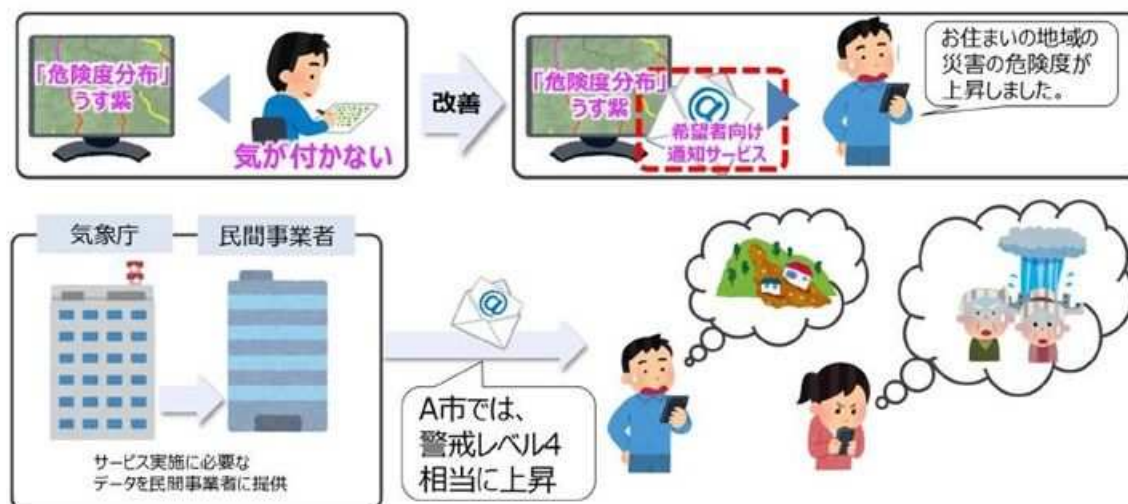 「危険度分布」
うす紫
気が付かない
改善
「危険度分布」
うす紫
@
希望者向け
通知サービス
お住まいの地域の
災害の危険度が
上昇しました。
気象庁
民間事業者
サービス実施に必要な
データを民間事業者に提供
@
A市では、
警戒レベル4
相当に上昇